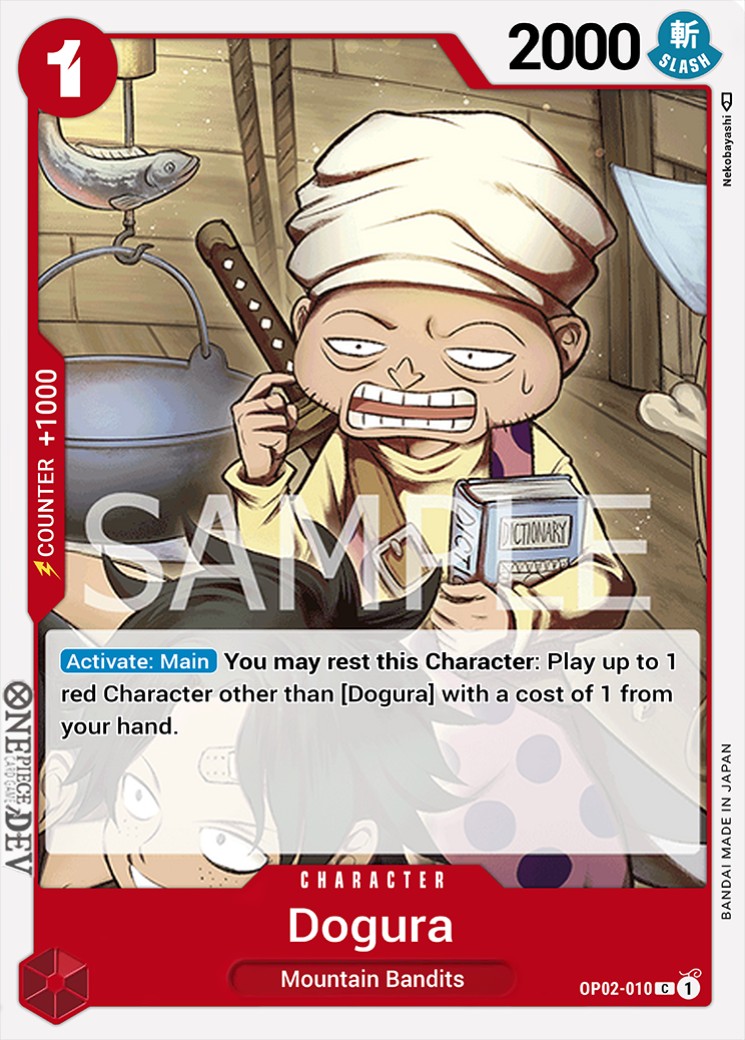 1
2000
斬
SLASH
Nekobayashi
COUNTER +1000
DICTIONARY
DICTI
SAMPLE
Activate: Main You may rest this Character: Play up to 1
red Character other than [Dogura] with a cost of 1 from
your hand.
ONE PIECE
CARD GAME
DEV
BANDAI MADE IN JAPAN
CHARACTER
Dogura
Mountain Bandits
OP02-010 C 1